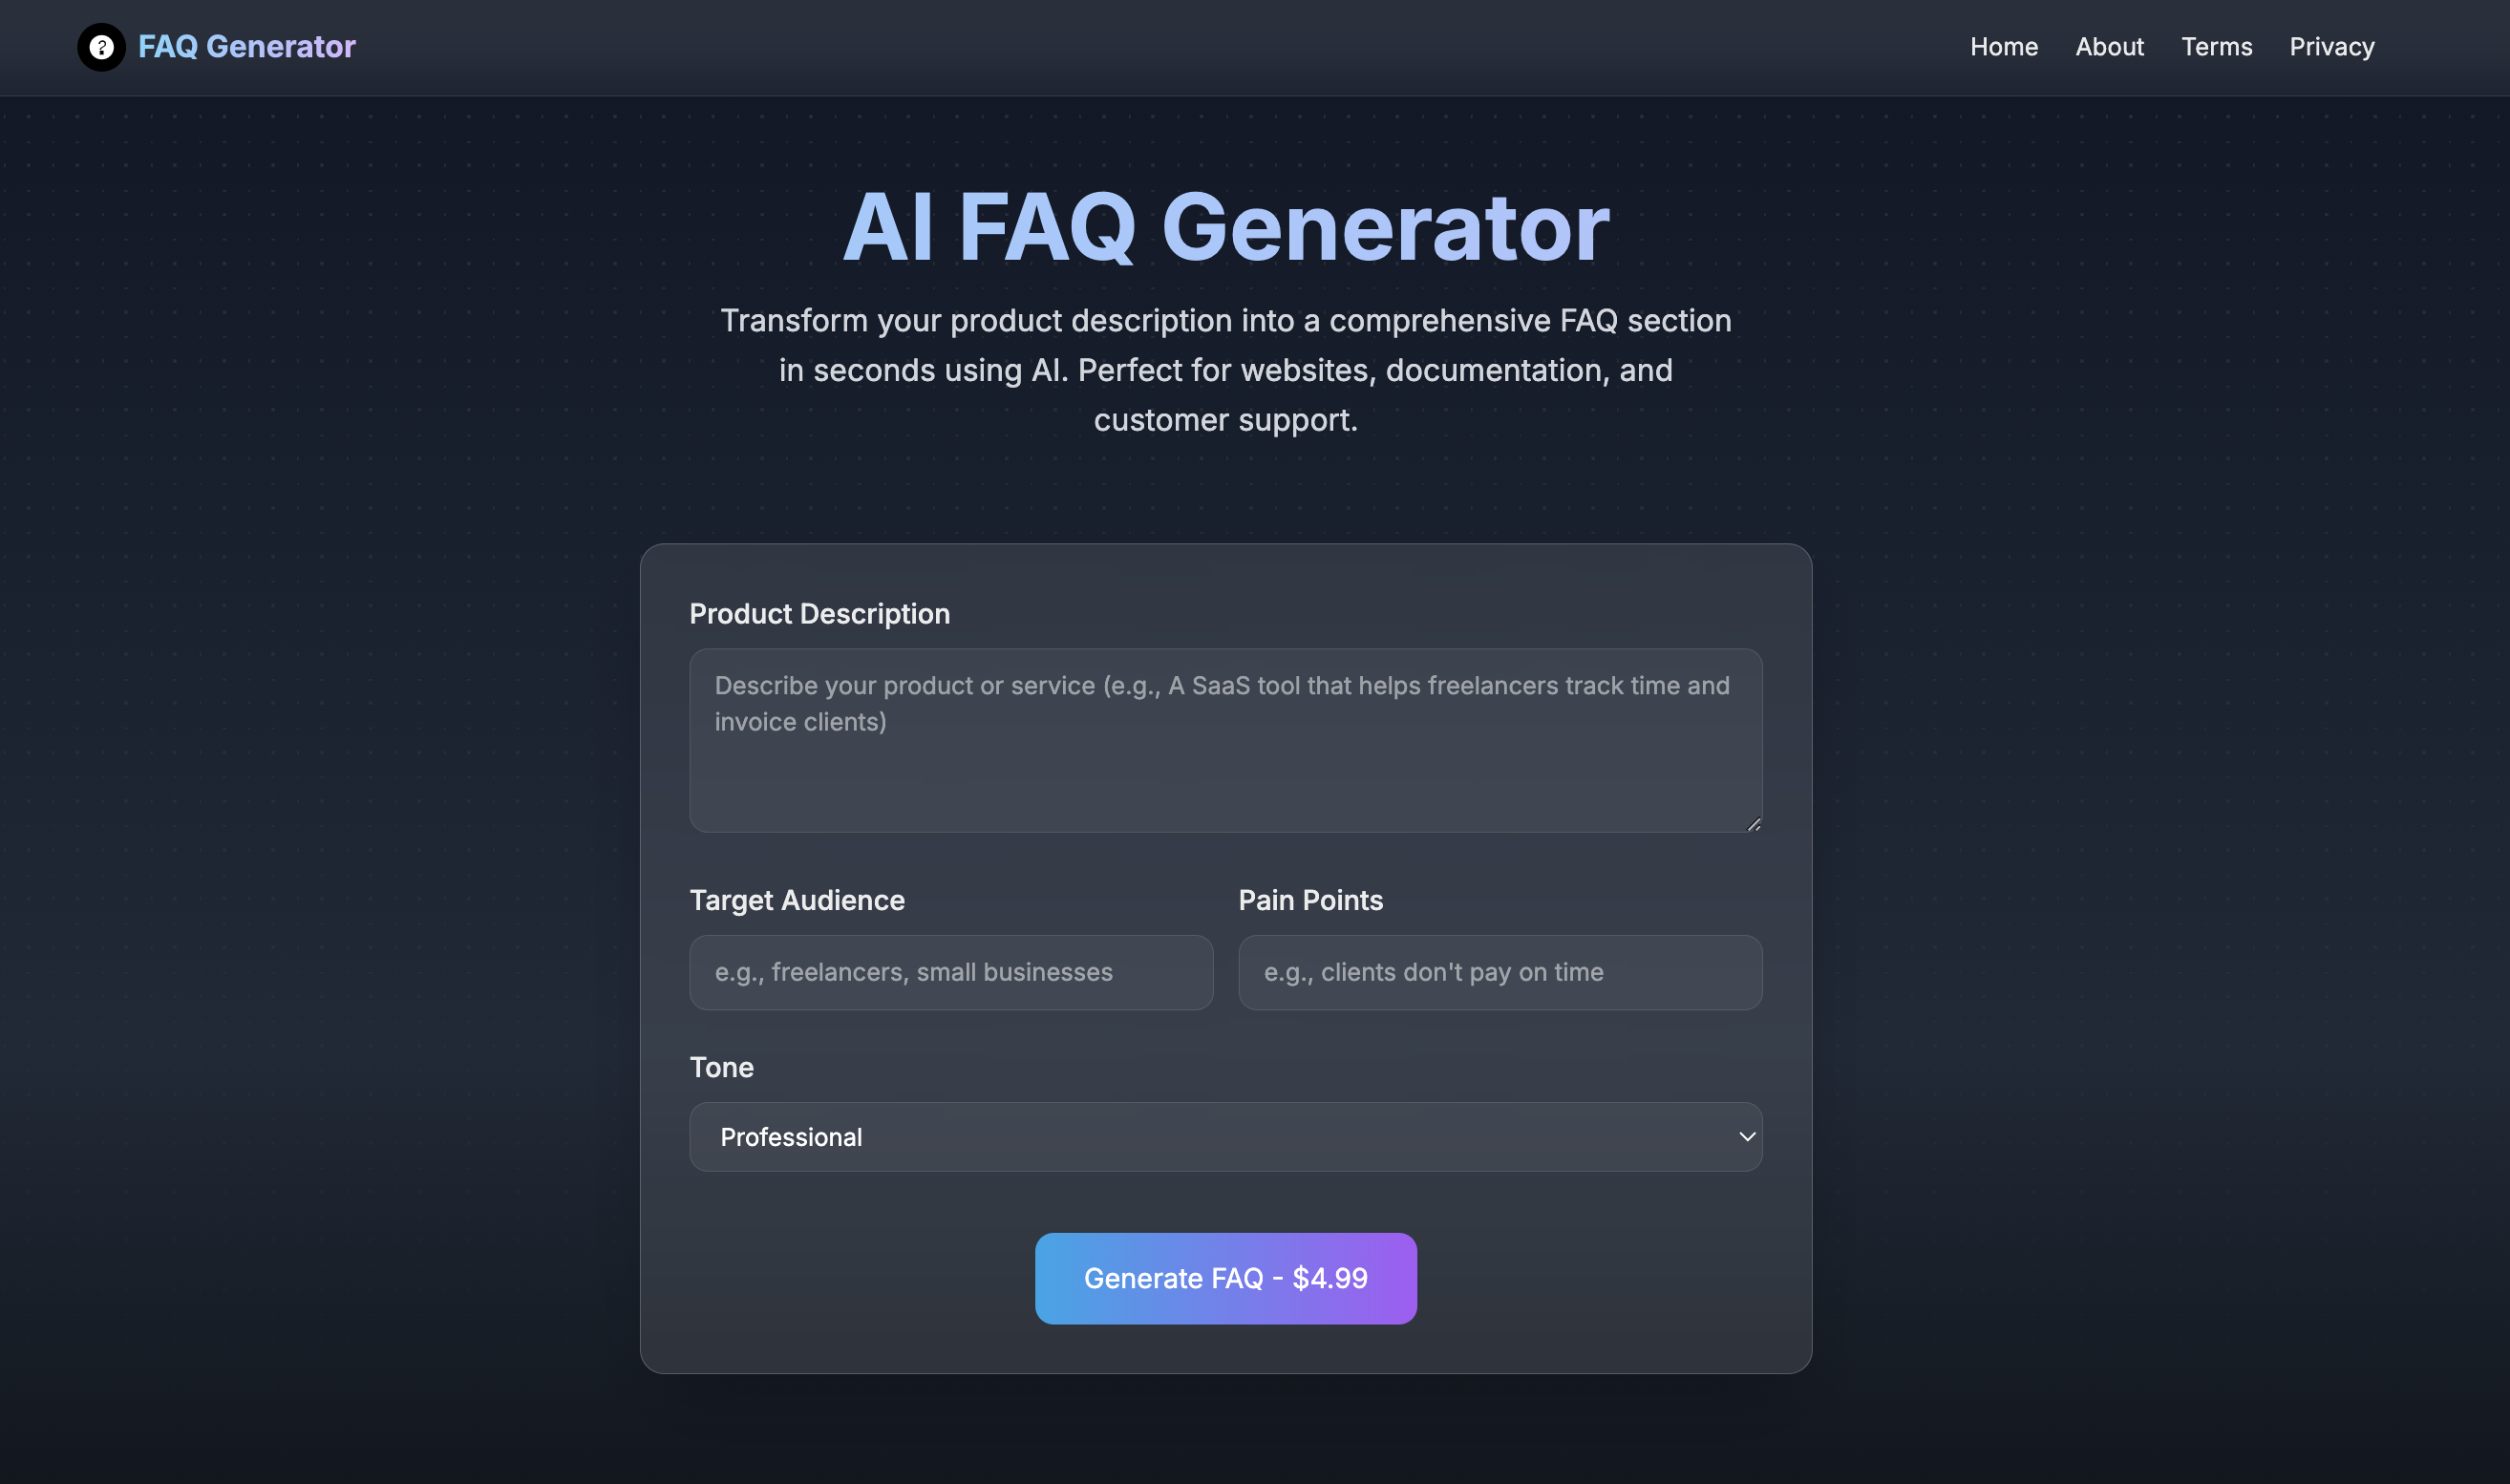 FAQ Generator
Home About Terms Privacy
AI FAQ Generator
Transform your product description into a comprehensive FAQ section
in seconds using AI. Perfect for websites, documentation, and
customer support.
Product Description
Describe your product or service (e.g., A SaaS tool that helps freelancers track time and
invoice clients)
Target Audience
Pain Points
e.g., freelancers, small businesses
e.g., clients don't pay on time
Tone
Professional
Generate FAQ - $4.99